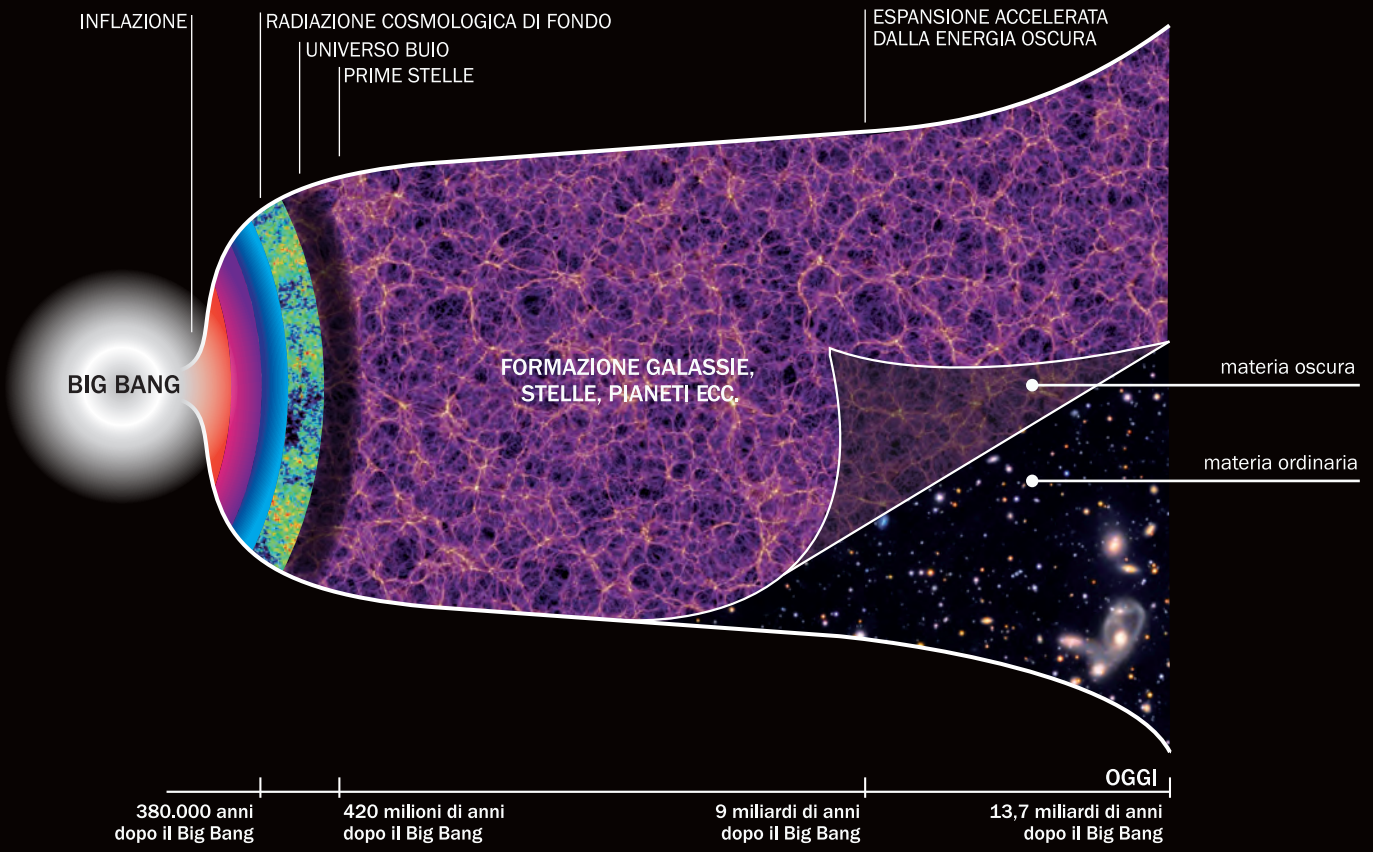 INFLAZIONE
RADIAZIONE COSMOLOGICA DI FONDO
UNIVERSO BUIO
PRIME STELLE
ESPANSIONE ACCELERATA
DALLA ENERGIA OSCURA
BIG BANG
FORMAZIONE GALASSIE,
STELLE, PIANETI ECC.
materia oscura
materia ordinaria
OGGI
380.000 anni
dopo il Big Bang
420 milioni di anni
dopo il Big Bang
9 miliardi di anni
dopo il Big Bang
13,7 miliardi di anni
dopo il Big Bang